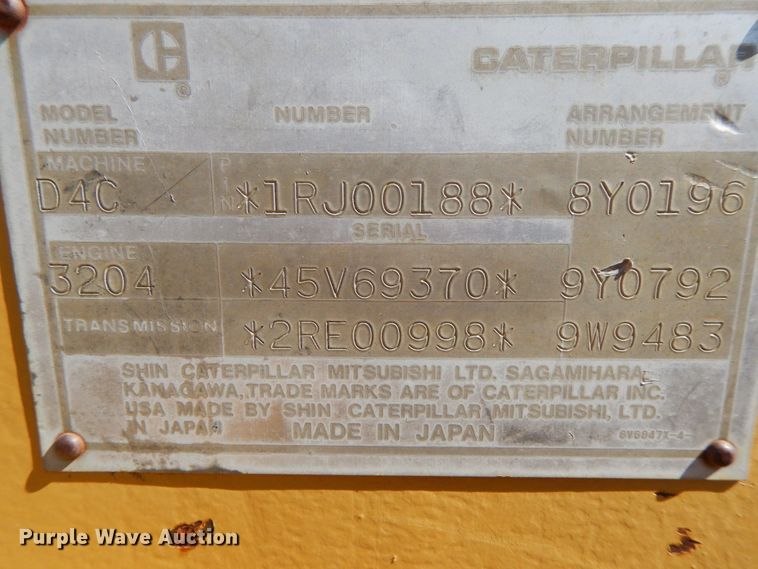 C
CATERPILLAR
MODEL NUMBER ARRANGEMENT
NUMBER NUMBER
MACHINE PIN
D4C *1RJ00188* 8Y0196
SERIAL
ENGINE
3204 *45V69370* 9Y0792
TRANSMISSION *2RE00998* 9W9483
SHIN CATERPILLAR MITSUBISHI LTD. SAGAMIHARA,
KANAGAWA, TRADE MARKS ARE OF CATERPILLAR INC.
USA MADE BY SHIN CATERPILLAR MITSUBISHI, LTD.
IN JAPAN MADE IN JAPAN
Purple Wave Auction®